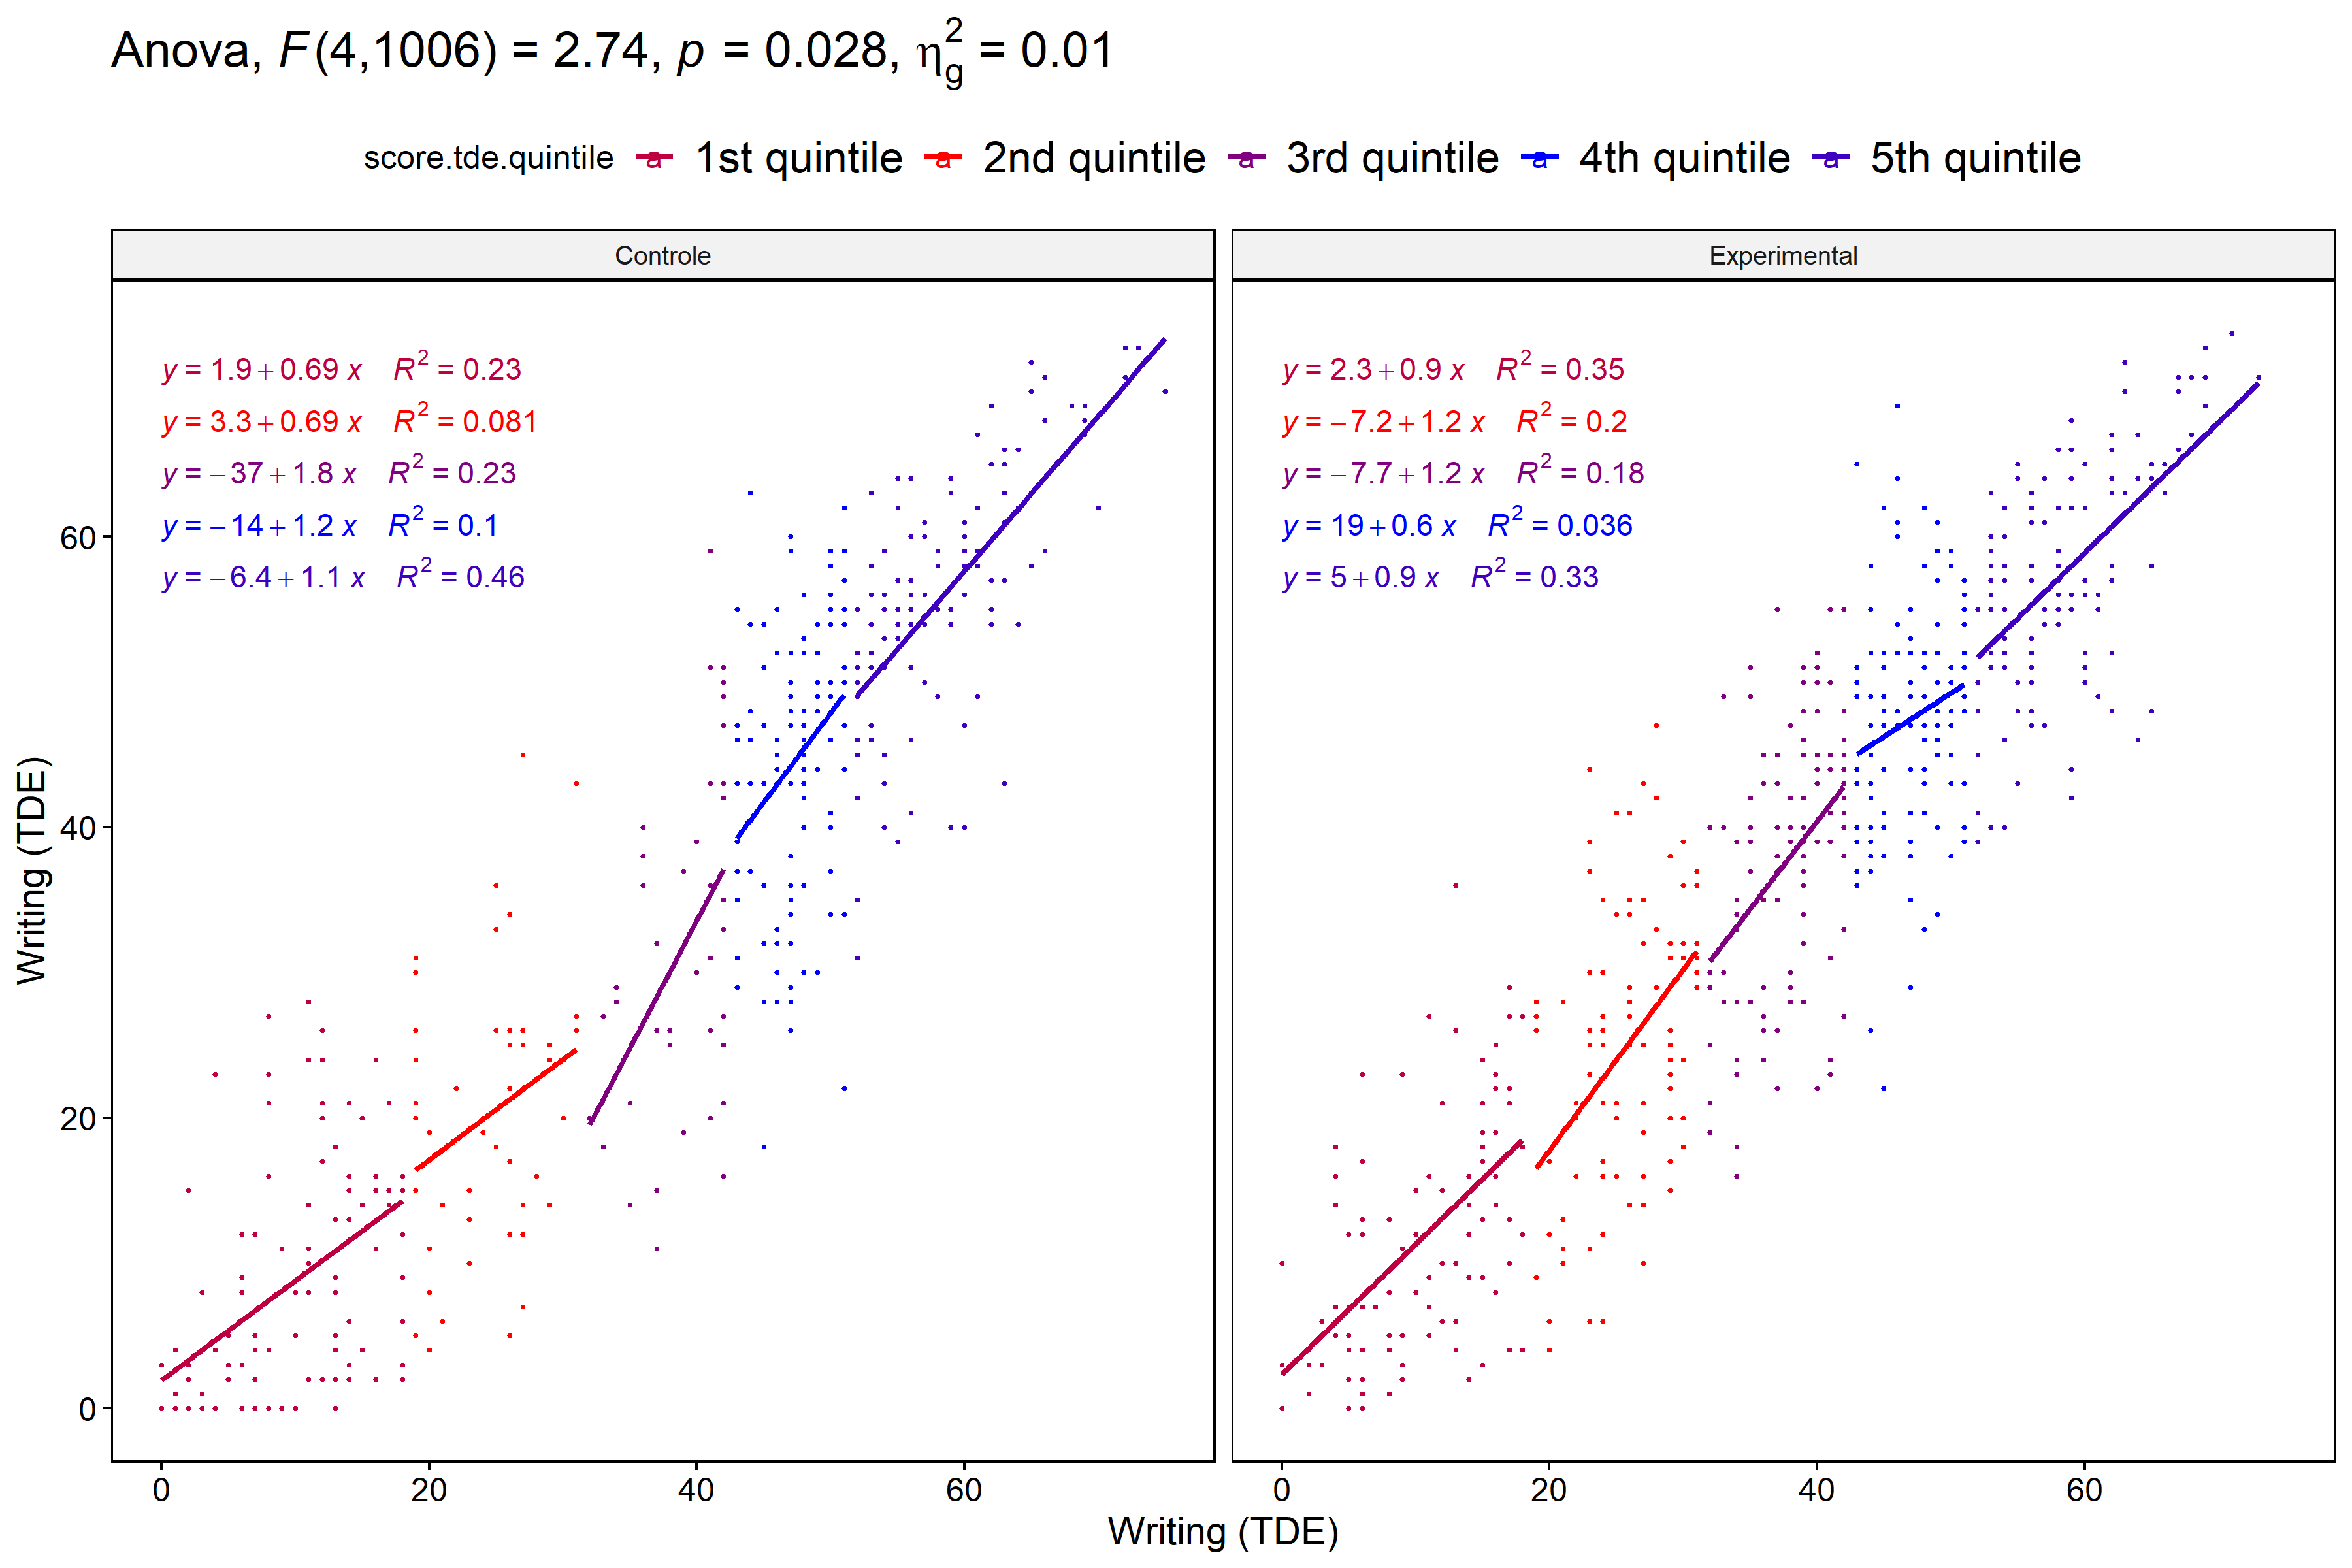 Anova, F(4,1006) = 2.74, p = 0.028, η²g = 0.01
score.tde.quintile a 1st quintile a 2nd quintile a 3rd quintile a 4th quintile a 5th quintile
Controle
Experimental
y = 1.9 + 0.69 x R² = 0.23
y = 3.3 + 0.69 x R² = 0.081
y = −37 + 1.8 x R² = 0.23
y = −14 + 1.2 x R² = 0.1
y = −6.4 + 1.1 x R² = 0.46
y = 2.3 + 0.9 x R² = 0.35
y = −7.2 + 1.2 x R² = 0.2
y = −7.7 + 1.2 x R² = 0.18
y = 19 + 0.6 x R² = 0.036
y = 5 + 0.9 x R² = 0.33
Writing (TDE)
60
40
20
0
0 20 40 60
0 20 40 60
Writing (TDE)